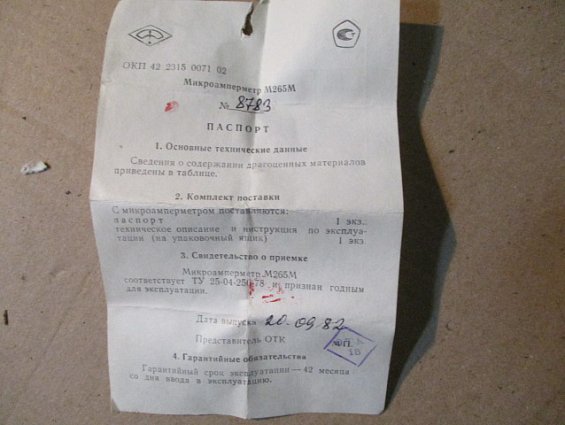 ОКП 42 2315 0071 02
Микроамперметр М265М
№ 8783
ПАСПОРТ
1. Основные технические данные
Сведения о содержании драгоценных материалов
приведены в таблице.
2. Комплект поставки
С микроамперметром поставляются:
паспорт 1 экз.
техническое описание и инструкция по эксплуа-
тации (на упаковочный ящик) 1 экз
3. Свидетельство о приемке
Микроамперметр М265М
соответствует ТУ 25-04-250-78 и признан годным
для эксплуатации.
Дата выпуска 20.09.82
Представитель ОТК
4. Гарантийные обязательства
Гарантийный срок эксплуатации — 42 месяца
со дня ввода в эксплуатацию.